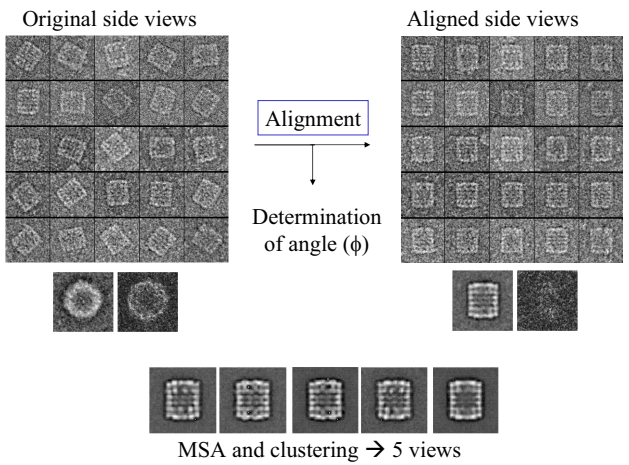 Original side views
Aligned side views
Alignment
Determination
of angle (ϕ)
MSA and clustering → 5 views